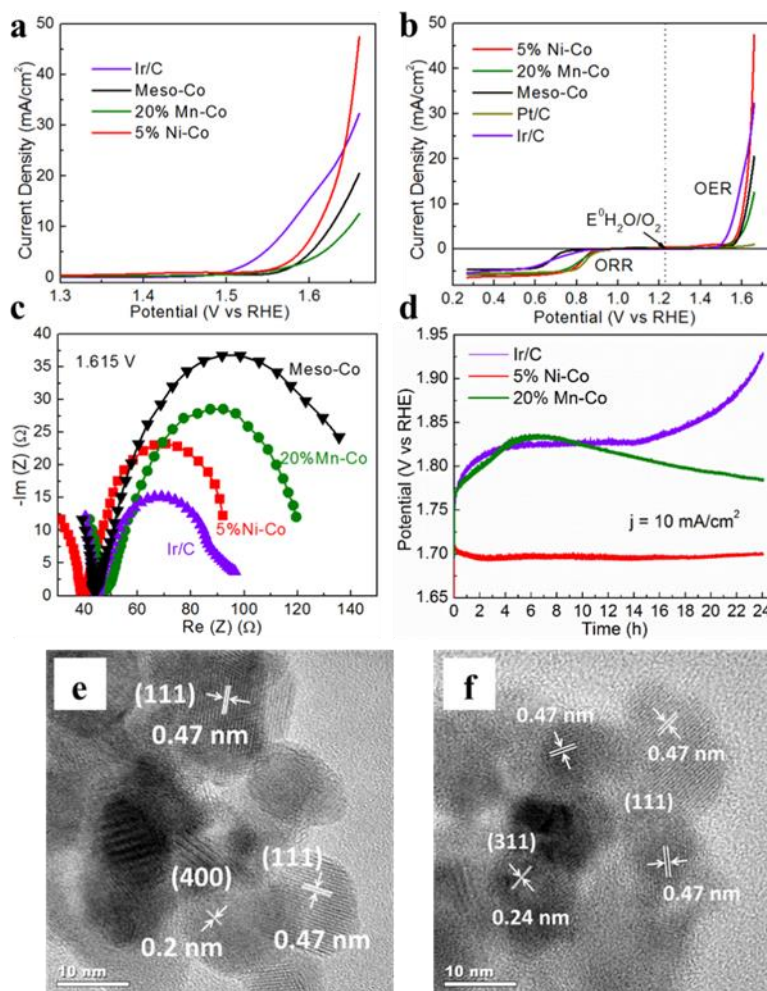 a
50
40
30
20
10
0
Current Density (mA/cm²)
Ir/C
Meso-Co
20% Mn-Co
5% Ni-Co
1.3 1.4 1.5 1.6
Potential (V vs RHE)
b
50
40
30
20
10
0
Current Density (mA/cm²)
5% Ni-Co
20% Mn-Co
Meso-Co
Pt/C
Ir/C
OER
E⁰H₂O/O₂
ORR
0.2 0.4 0.6 0.8 1.0 1.2 1.4 1.6
Potential (V vs RHE)
c
40
35
30
25
20
15
10
5
0
-Im (Z) (Ω)
1.615 V
Meso-Co
20%Mn-Co
5%Ni-Co
Ir/C
40 60 80 100 120 140 160
Re (Z) (Ω)
d
1.95
1.90
1.85
1.80
1.75
1.70
1.65
Potential (V vs RHE)
Ir/C
5% Ni-Co
20% Mn-Co
j = 10 mA/cm²
0 2 4 6 8 10 12 14 16 18 20 22 24
Time (h)
e
(111)
0.47 nm
(111)
(400)
0.2 nm
0.47 nm
10 nm
f
0.47 nm
0.47 nm
(111)
(311)
0.47 nm
0.24 nm
10 nm